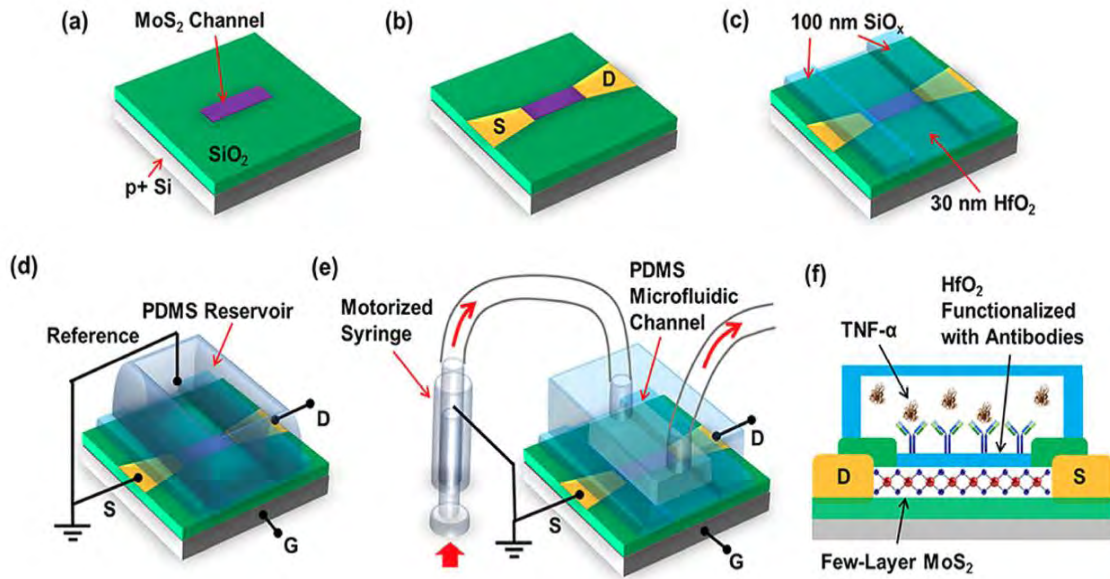 (a)
MoS₂ Channel
SiO₂
p+ Si
(b)
D
S
(c)
100 nm SiOₓ
30 nm HfO₂
(d)
PDMS Reservoir
Reference
D
S
G
(e)
Motorized
Syringe
PDMS
Microfluidic
Channel
D
S
G
(f)
HfO₂
Functionalized
with Antibodies
TNF-α
D
S
Few-Layer MoS₂